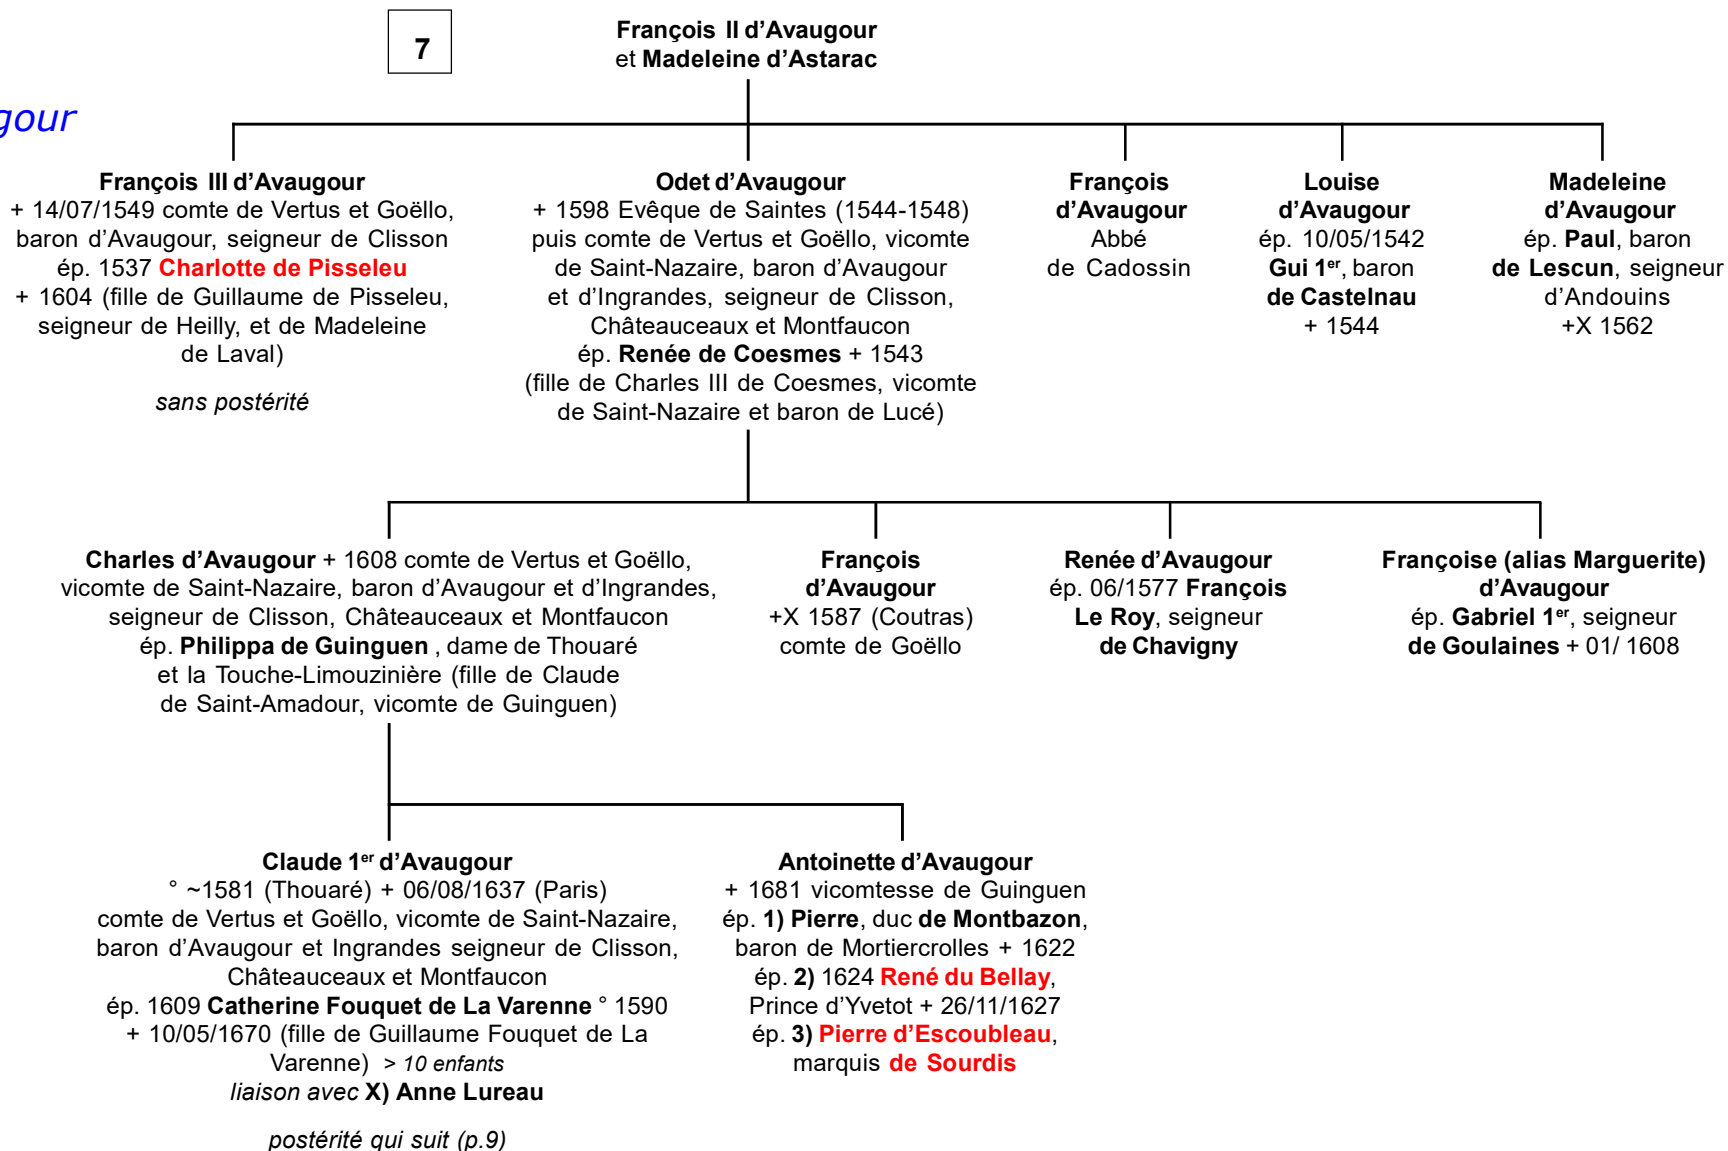 7
François II d’Avaugour
et Madeleine d’Astarac
gour
François III d’Avaugour
+ 14/07/1549 comte de Vertus et Goëllo,
baron d’Avaugour, seigneur de Clisson
ép. 1537 Charlotte de Pisseleu
+ 1604 (fille de Guillaume de Pisseleu,
seigneur de Heilly, et de Madeleine
de Laval)
sans postérité
Odet d’Avaugour
+ 1598 Evêque de Saintes (1544-1548)
puis comte de Vertus et Goëllo, vicomte
de Saint-Nazaire, baron d’Avaugour
et d’Ingrandes, seigneur de Clisson,
Châteauceaux et Montfaucon
ép. Renée de Coesmes + 1543
(fille de Charles III de Coesmes, vicomte
de Saint-Nazaire et baron de Lucé)
François
d’Avaugour
Abbé
de Cadossin
Louise
d’Avaugour
ép. 10/05/1542
Gui 1er, baron
de Castelnau
+ 1544
Madeleine
d’Avaugour
ép. Paul, baron
de Lescun, seigneur
d’Andouins
+X 1562
Charles d’Avaugour + 1608 comte de Vertus et Goëllo,
vicomte de Saint-Nazaire, baron d’Avaugour et d’Ingrandes,
seigneur de Clisson, Châteauceaux et Montfaucon
ép. Philippa de Guinguen , dame de Thouaré
et la Touche-Limouzinière (fille de Claude
de Saint-Amadour, vicomte de Guinguen)
François
d’Avaugour
+X 1587 (Coutras)
comte de Goëllo
Renée d’Avaugour
ép. 06/1577 François
Le Roy, seigneur
de Chavigny
Françoise (alias Marguerite)
d’Avaugour
ép. Gabriel 1er, seigneur
de Goulaines + 01/ 1608
Claude 1er d’Avaugour
° ~1581 (Thouaré) + 06/08/1637 (Paris)
comte de Vertus et Goëllo, vicomte de Saint-Nazaire,
baron d’Avaugour et Ingrandes seigneur de Clisson,
Châteauceaux et Montfaucon
ép. 1609 Catherine Fouquet de La Varenne ° 1590
+ 10/05/1670 (fille de Guillaume Fouquet de La
Varenne) > 10 enfants
liaison avec X) Anne Lureau
postérité qui suit (p.9)
Antoinette d’Avaugour
+ 1681 vicomtesse de Guinguen
ép. 1) Pierre, duc de Montbazon,
baron de Mortiercrolles + 1622
ép. 2) 1624 René du Bellay,
Prince d’Yvetot + 26/11/1627
ép. 3) Pierre d’Escoubleau,
marquis de Sourdis